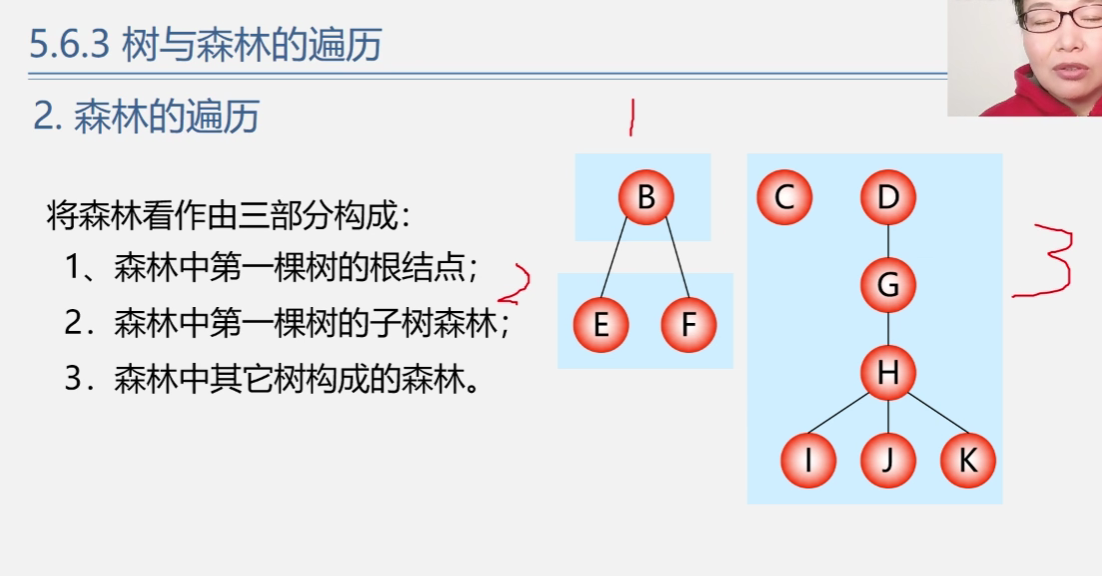 5.6.3 树与森林的遍历
2. 森林的遍历
将森林看作由三部分构成：
1、森林中第一棵树的根结点；
2．森林中第一棵树的子树森林；
3．森林中其它树构成的森林。
1
B
E F
2
C D
G
H
I J K
3